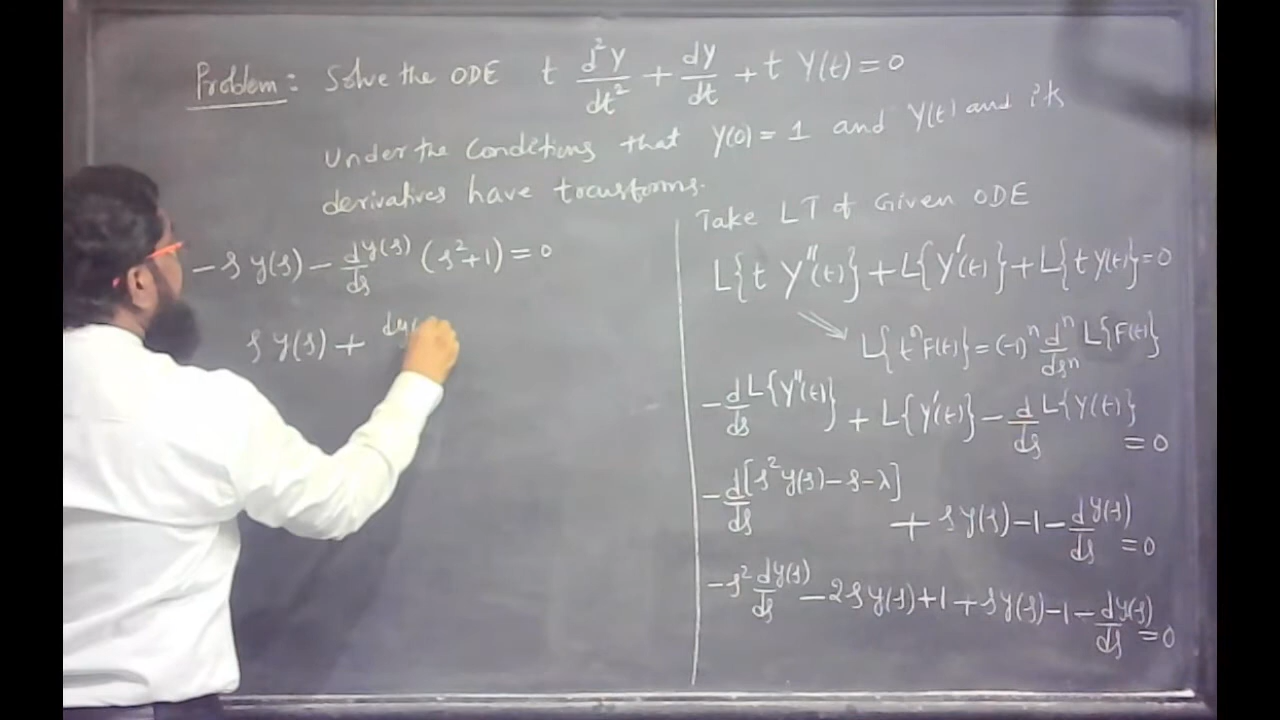 Problem: Solve the ODE t d²Y/dt² + dY/dt + t Y(t) = 0
Under the Conditions that Y(0) = 1 and Y(t) and its
derivatives have transforms.
Take LT of Given ODE
L{t Y''(t)} + L{Y'(t)} + L{t Y(t)} = 0
L{tⁿ F(t)} = (-1)ⁿ dⁿ/dsⁿ L{F(t)}
- d/ds L{Y''(t)} + L{Y'(t)} - d/ds L{Y(t)} = 0
- d/ds [s² y(s) - s - λ]
+ s y(s) - 1 - d/ds y(s) = 0
- s² dy(s)/ds - 2s y(s) + 1 + s y(s) - 1 - dy(s)/ds = 0
- s y(s) - dy(s)/ds (s² + 1) = 0
s y(s) + dy(